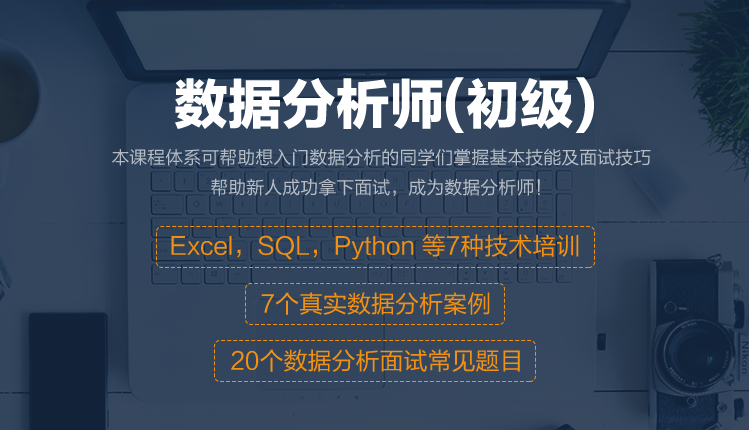 数据分析师(初级)
本课程体系可帮助想入门数据分析的同学们掌握基本技能及面试技巧
帮助新人成功拿下面试，成为数据分析师！
Excel，SQL，Python 等7种技术培训
7个真实数据分析案例
20个数据分析面试常见题目
Nikon